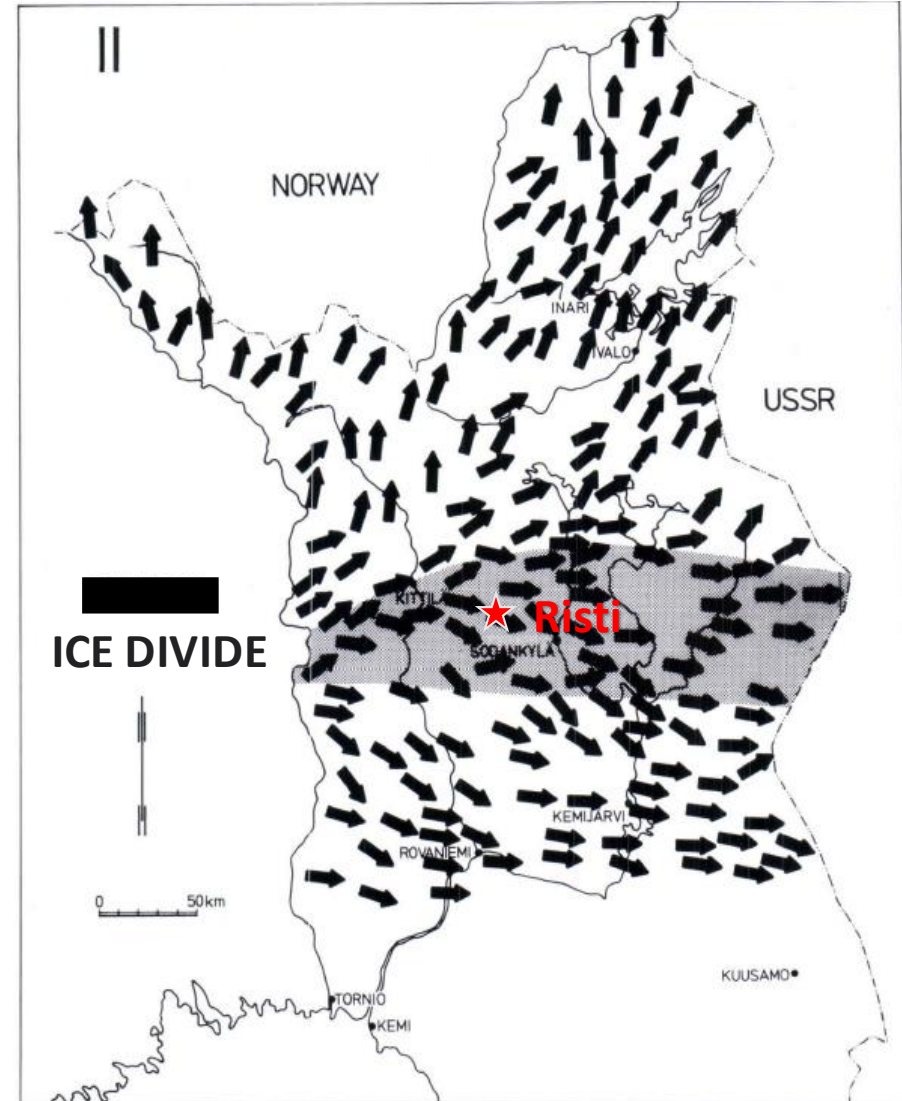 II
NORWAY
INARI
IVALO
USSR
KITTILÄ
Risti
ICE DIVIDE
SODANKYLÄ
KEMIJÄRVI
ROVANIEMI
0 50km
KUUSAMO
TORNIO
KEMI